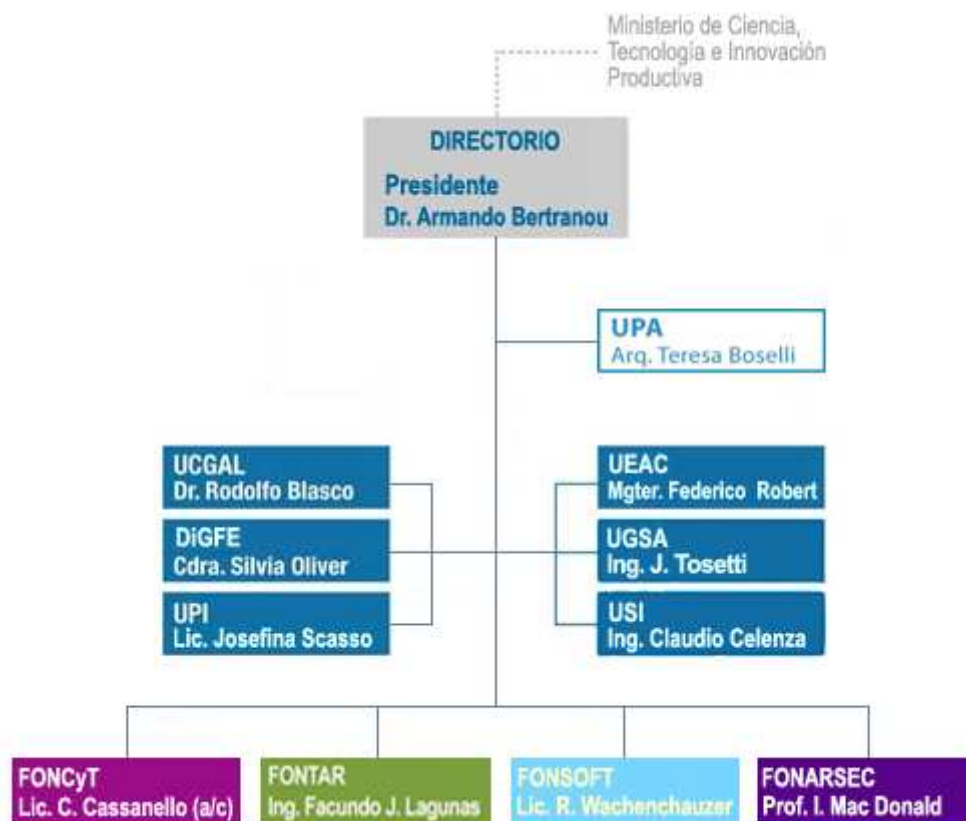 Ministerio de Ciencia,
Tecnología e Innovación
Productiva
DIRECTORIO
Presidente
Dr. Armando Bertranou
UPA
Arq. Teresa Boselli
UCGAL
Dr. Rodolfo Blasco
UEAC
Mgter. Federico Robert
DiGFE
Cdra. Silvia Oliver
UGSA
Ing. J. Tosetti
UPI
Lic. Josefina Scasso
USI
Ing. Claudio Celenza
FONCyT
Lic. C. Cassanello (a/c)
FONTAR
Ing. Facundo J. Lagunas
FONSOFT
Lic. R. Wachenchauzer
FONARSEC
Prof. I. Mac Donald